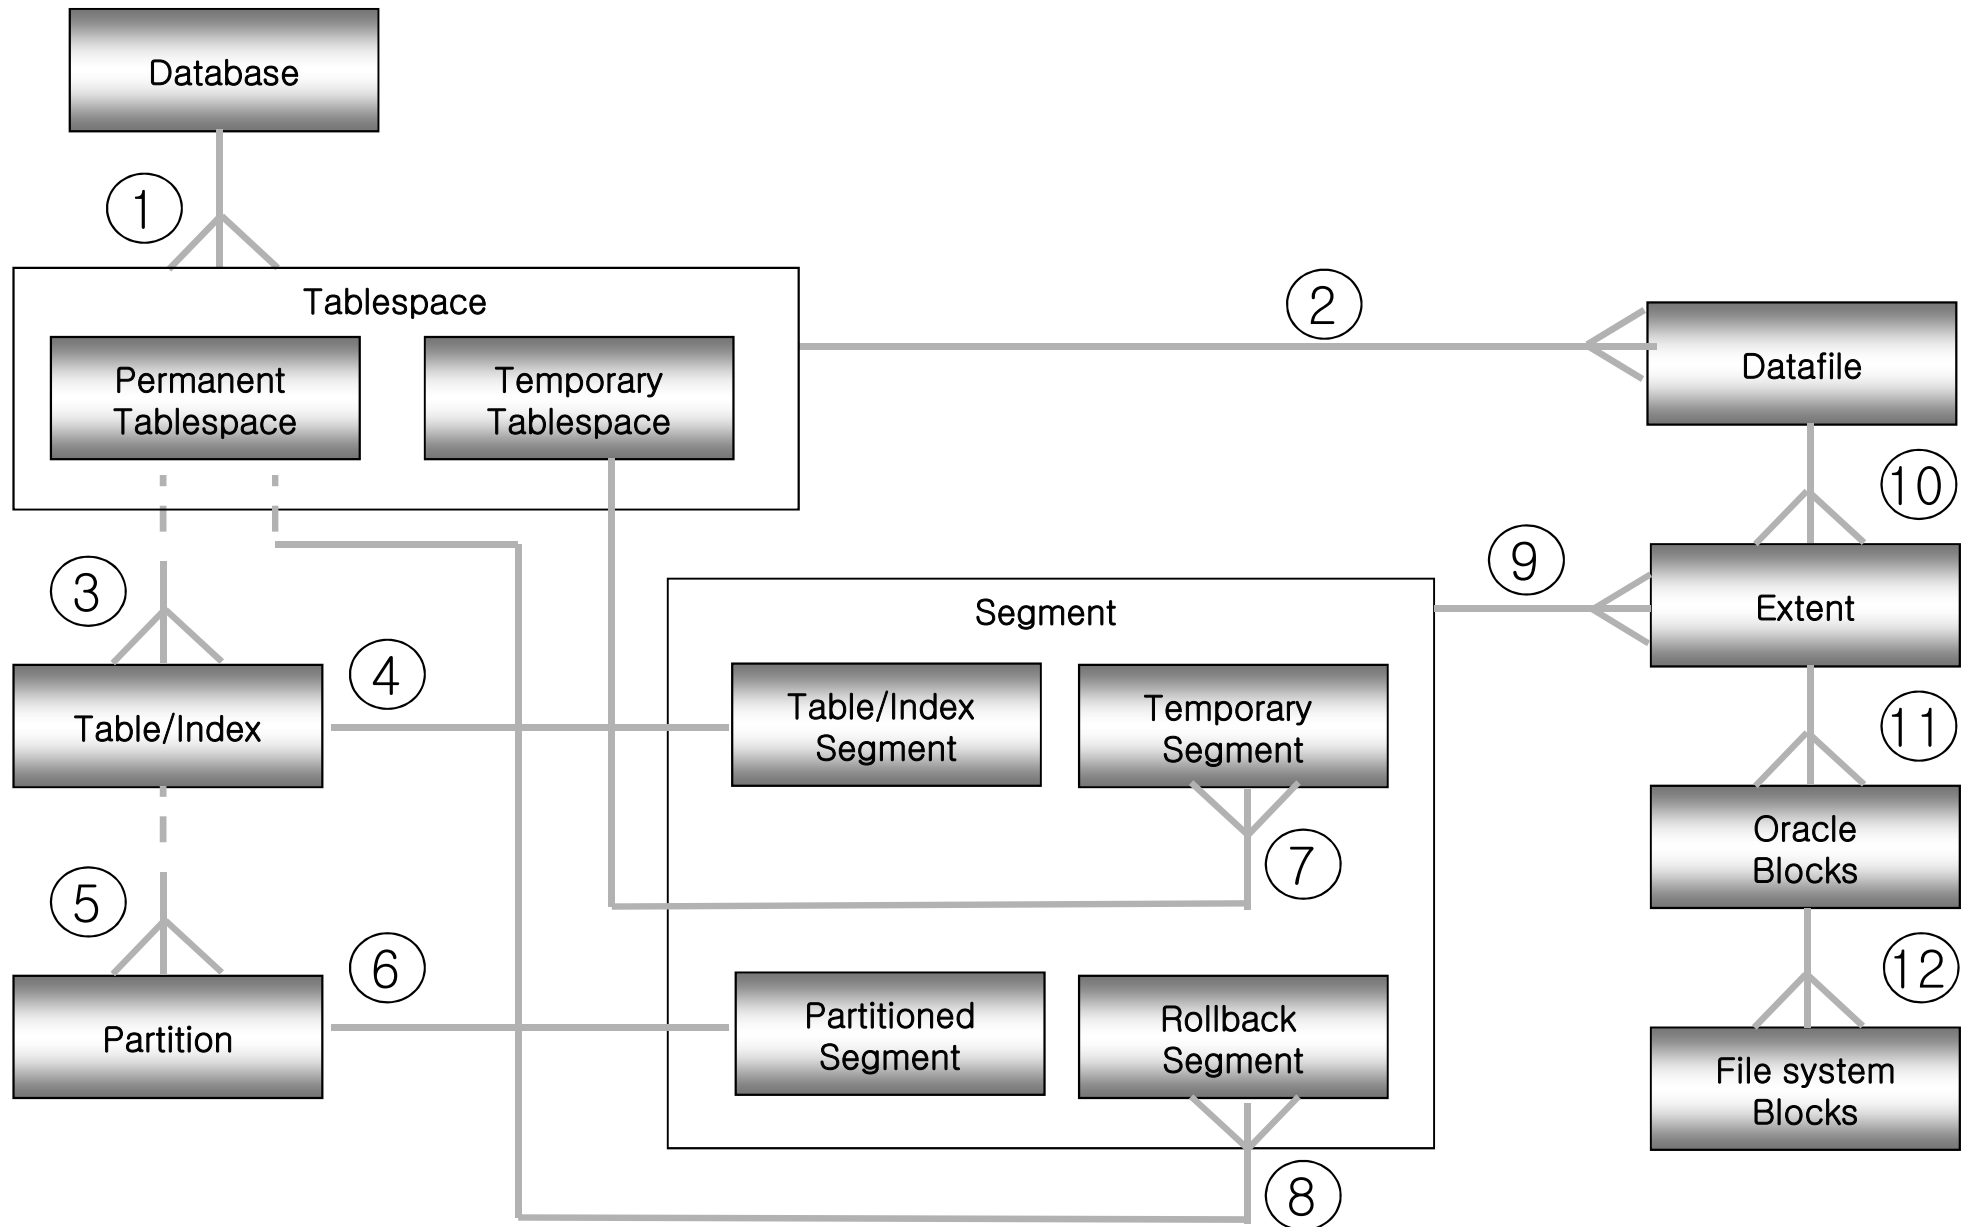 Database
①
Tablespace
②
Permanent
Tablespace
Temporary
Tablespace
Datafile
⑩
③
⑨
Segment
Extent
④
Table/Index
Table/Index
Segment
Temporary
Segment
⑪
⑦
Oracle
Blocks
⑤
⑥
⑫
Partition
Partitioned
Segment
Rollback
Segment
File system
Blocks
⑧